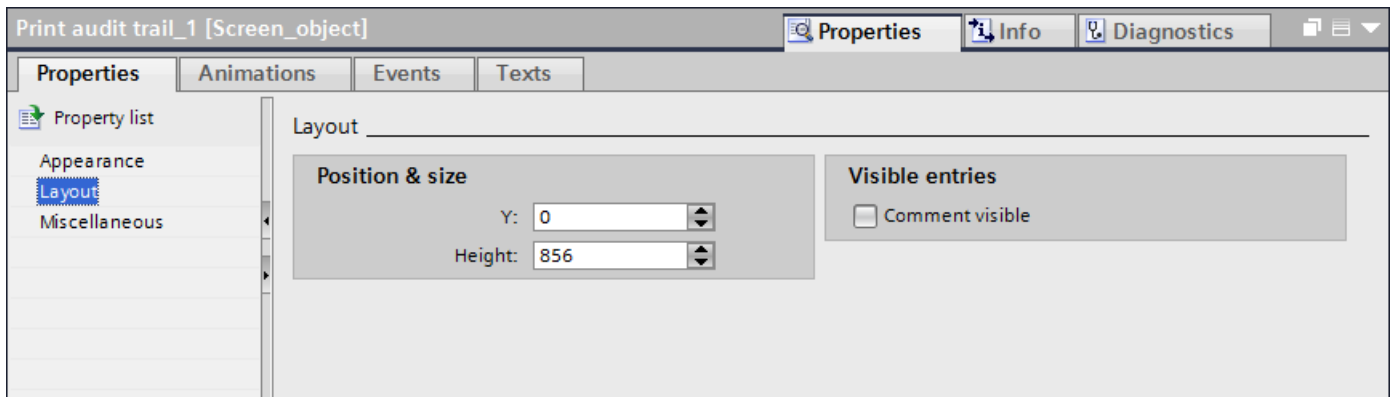 Print audit trail_1 [Screen_object]
Properties
Info
Diagnostics
Properties
Animations
Events
Texts
Property list
Appearance
Layout
Miscellaneous
Layout
Position & size
Y: 0
Height: 856
Visible entries
Comment visible